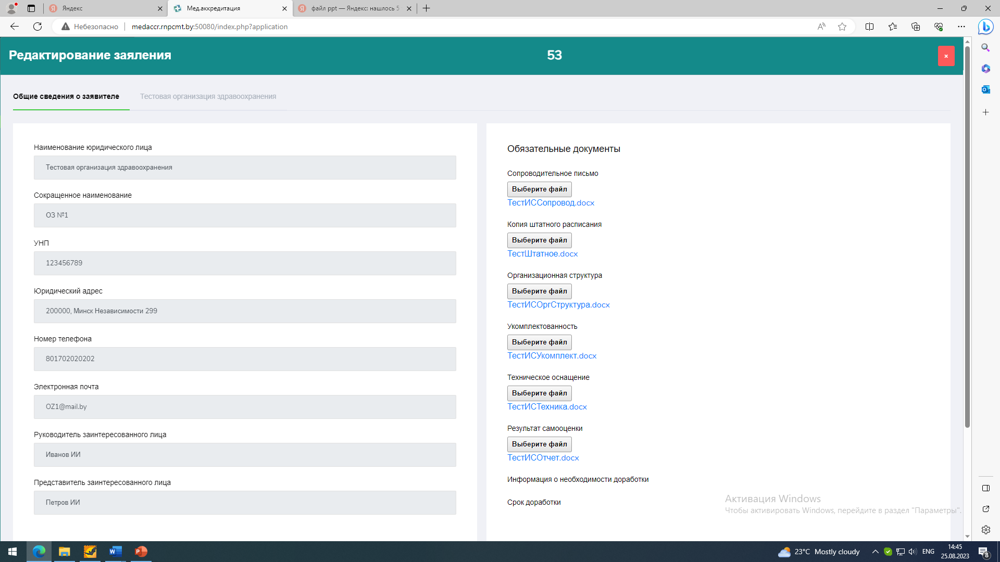 Яндекс
Мед.аккредитация
файл ppt — Яндекс: нашлось 5
Небезопасно
medaccr.rnpcmt.by:50080/index.php?application
Редактирование заяления
53
×
Общие сведения о заявителе
Тестовая организация здравоохранения
Наименование юридического лица
Тестовая организация здравоохранения
Сокращенное наименование
ОЗ №1
УНП
123456789
Юридический адрес
200000, Минск Независимости 299
Номер телефона
801702020202
Электронная почта
OZ1@mail.by
Руководитель заинтересованного лица
Иванов ИИ
Представитель заинтересованного лица
Петров ИИ
Обязательные документы
Сопроводительное письмо
Выберите файл
ТестИССопровод.docx
Копия штатного расписания
Выберите файл
ТестШтатное.docx
Организационная структура
Выберите файл
ТестИСОргСтруктура.docx
Укомплектованность
Выберите файл
ТестИСУкомплект.docx
Техническое оснащение
Выберите файл
ТестИСТехника.docx
Результат самооценки
Выберите файл
ТестИСОтчет.docx
Информация о необходимости доработки
Срок доработки
Активация Windows
Чтобы активировать Windows, перейдите в раздел "Параметры".
23°C Mostly cloudy
ENG
14:45
25.08.2023
8